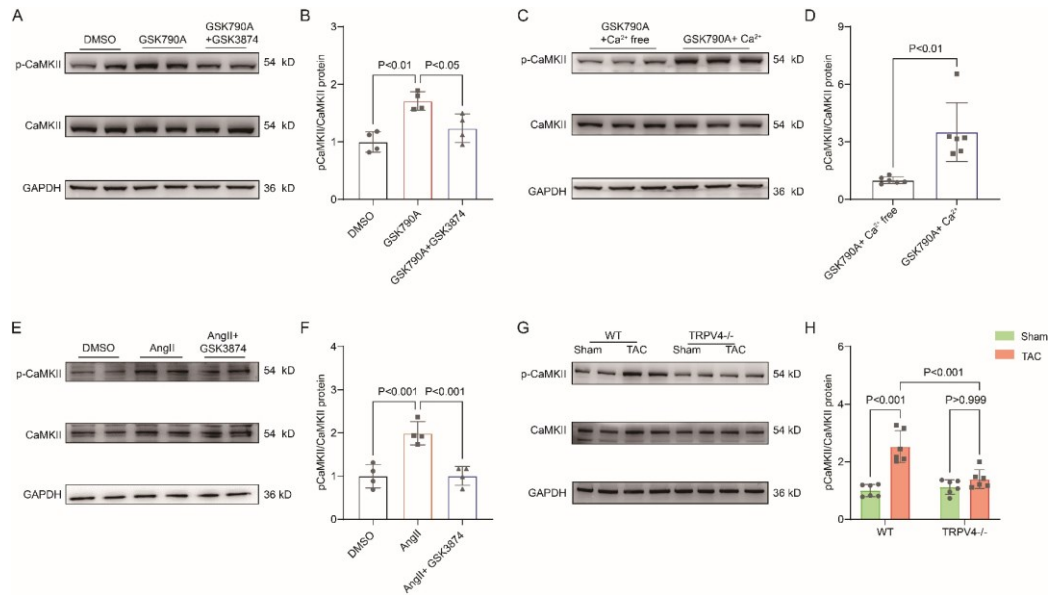 A
DMSO GSK790A GSK790A
+GSK3874
p-CaMKII 54 kD
CaMKII 54 kD
GAPDH 36 kD
B
pCaMKII/CaMKII protein
3
2
1
0
P<0.01 P<0.05
DMSO
GSK790A
GSK790A+GSK3874
C
GSK790A
+Ca²⁺ free GSK790A+ Ca²⁺
p-CaMKII 54 kD
CaMKII 54 kD
GAPDH 36 kD
D
pCaMKII/CaMKII protein
9
6
3
0
P<0.01
GSK790A+ Ca²⁺ free
GSK790A+ Ca²⁺
E
DMSO AngII AngII+
GSK3874
p-CaMKII 54 kD
CaMKII 54 kD
GAPDH 36 kD
F
pCaMKII/CaMKII protein
4
3
2
1
0
P<0.001 P<0.001
DMSO
AngII
AngII+ GSK3874
G
WT TRPV4-/-
Sham TAC Sham TAC
p-CaMKII 54 kD
CaMKII 54 kD
GAPDH 36 kD
H
Sham
TAC
pCaMKII/CaMKII protein
5
4
3
2
1
0
P<0.001
P<0.001 P>0.999
WT TRPV4-/-